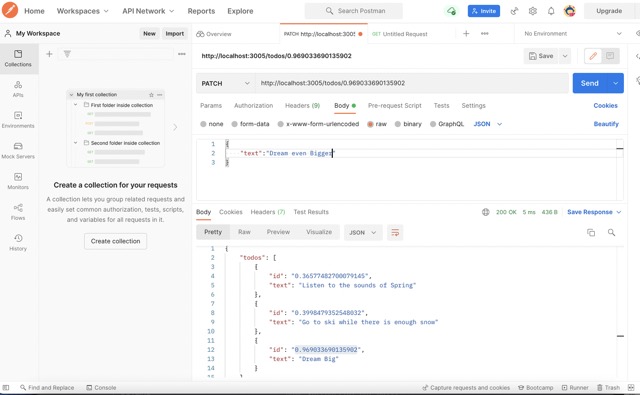 Home Workspaces API Network Reports Explore Search Postman Invite Upgrade
My Workspace New Import Overview PATCH http://localhost:3005/todos GET Untitled Request No Environment
Collections
APIs
Environments
Mock Servers
Monitors
Flows
History
My first collection
First folder inside collection
Second folder inside collection
Create a collection for your requests
A collection lets you group related requests and
easily set common authorization, tests, scripts,
and variables for all requests in it.
Create collection
http://localhost:3005/todos/0.969033690135902 Save
PATCH http://localhost:3005/todos/0.969033690135902 Send
Params Authorization Headers (9) Body Pre-request Script Tests Settings Cookies
none form-data x-www-form-urlencoded raw binary GraphQL JSON Beautify
1 {
2 "text":"Dream even Bigger"
3 }
Body Cookies Headers (7) Test Results 200 OK 5 ms 438 B Save Response
Pretty Raw Preview Visualize JSON
1 {
2 "todos": [
3 {
4 "id": "0.36577482700079145",
5 "text": "Listen to the sounds of Spring"
6 },
7 {
8 "id": "0.3998479352548032",
9 "text": "Go to ski while there is enough snow"
10 },
11 {
12 "id": "0.969033690135902",
13 "text": "Dream Big"
14 }
15 ]
Find and Replace Console Capture requests and cookies Bootcamp Runner Trash